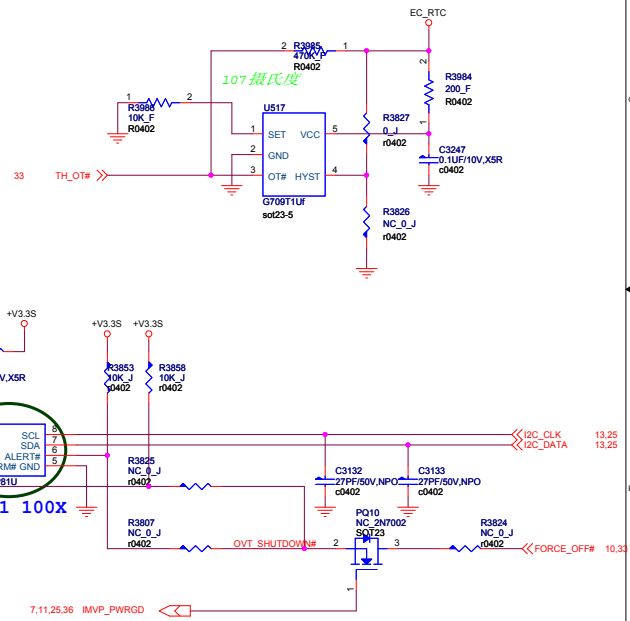 EC_RTC
2 R3985 1
470K_F
R0402
107摄氏度
2
R3984
200_F
R0402
1
1 2
R3986
10K_F
R0402
U517
1 SET VCC 5
2 GND
3 OT# HYST 4
G709T1Uf
sot23-5
R3827
0_J
r0402
C3247
0.1UF/10V,X5R
c0402
33 TH_OT#
R3826
NC_0_J
r0402
+V3.3S
+V3.3S +V3.3S
V,X5R
R3853
10K_J
r0402
R3858
10K_J
r0402
SCL 8
SDA 7
ALERT# 6
RM# GND 5
81U
1 100X
I2C_CLK 13,25
I2C_DATA 13,25
R3825
NC_0_J
r0402
C3132
27PF/50V,NPO
c0402
C3133
27PF/50V,NPO
c0402
R3807
NC_0_J
r0402
OVT_SHUTDOWN#
PQ10
NC_2N7002
SOT23
2 3
1
R3824
NC_0_J
r0402
FORCE_OFF# 10,33
7,11,25,36 IMVP_PWRGD